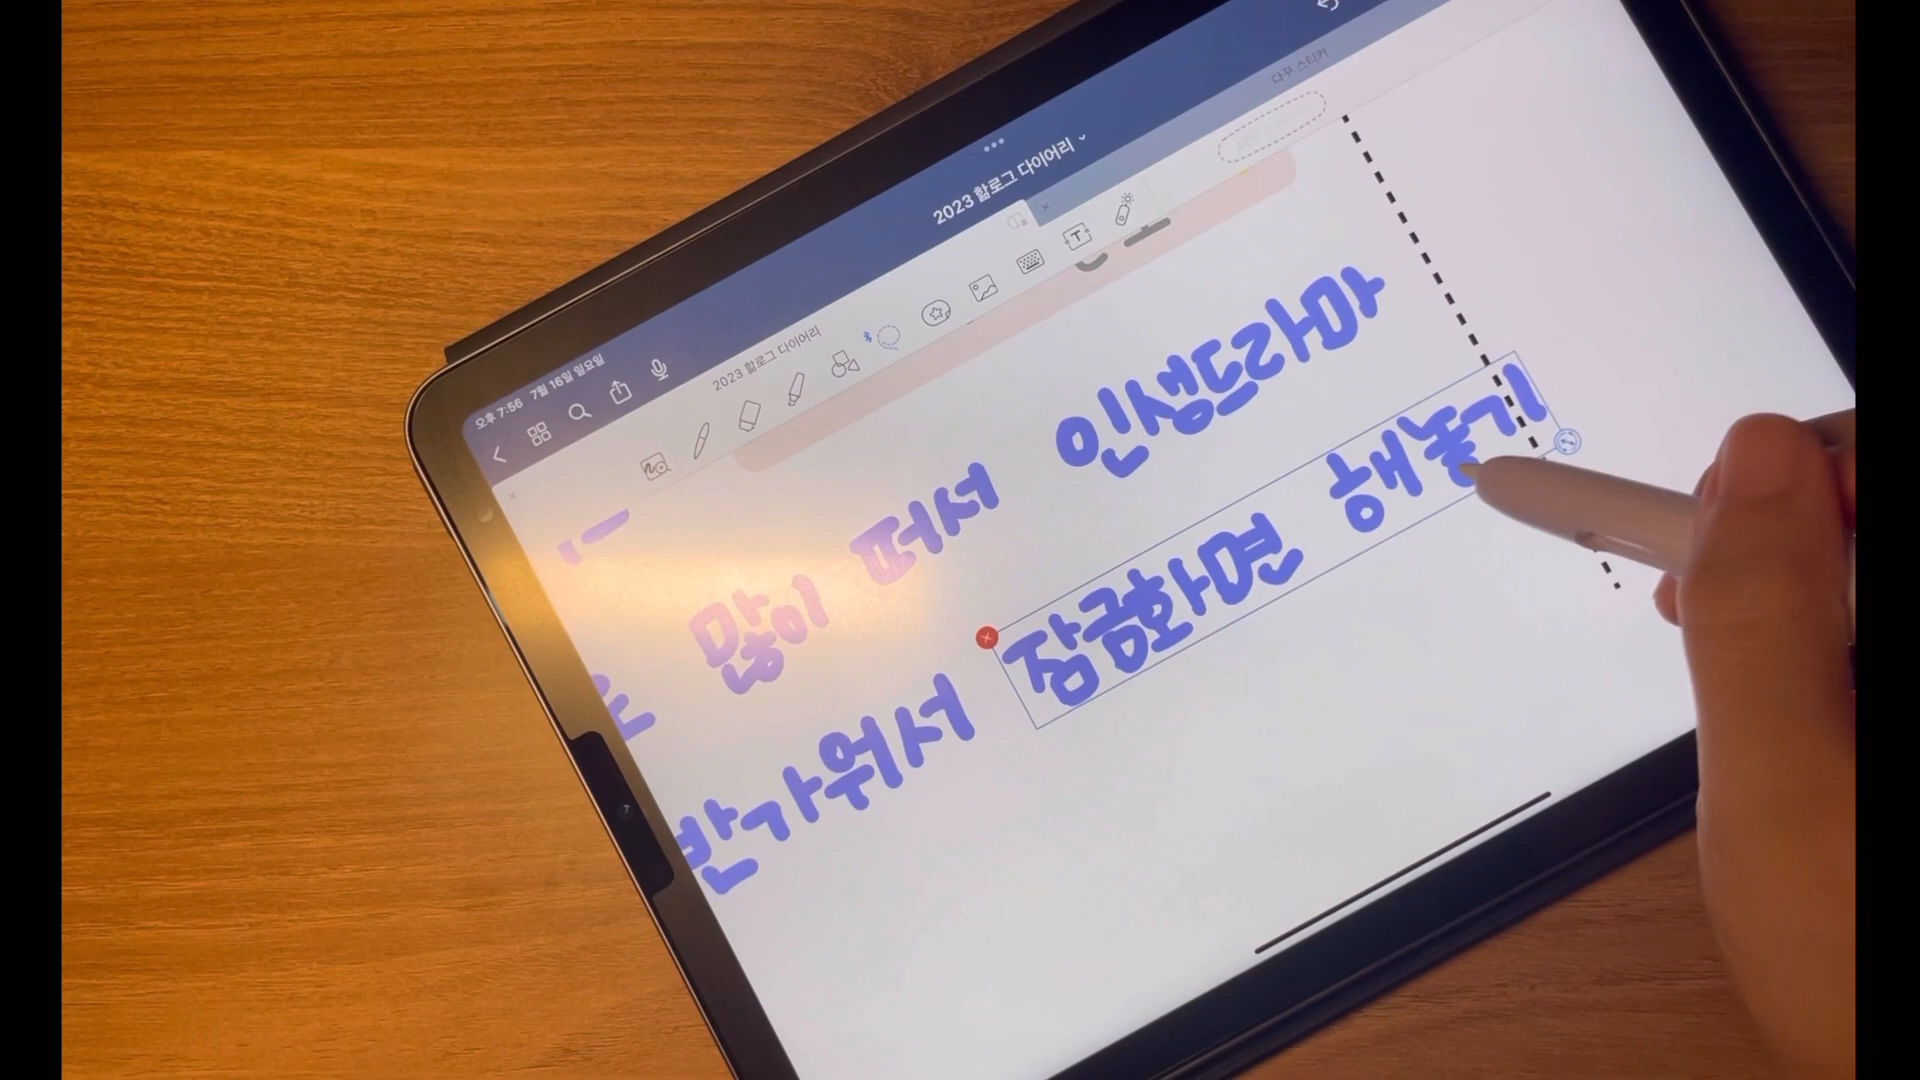 오후 7:56 7월 16일 일요일
2023 할로그 다이어리
다꾸 스티커
2023 할로그 다이어리
많이 퍼서 인생드라마
반가워서 잠금화면 해놓기